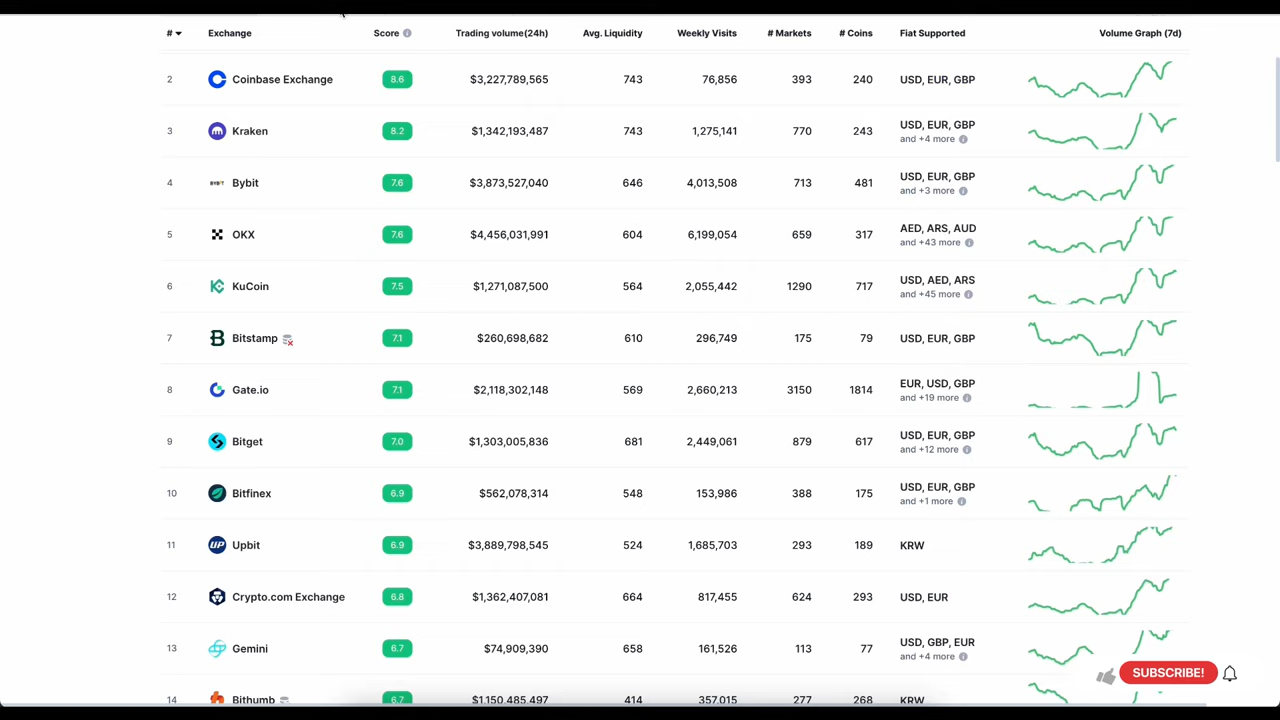 # Exchange Score Trading volume(24h) Avg. Liquidity Weekly Visits # Markets # Coins Fiat Supported Volume Graph (7d)
2 Coinbase Exchange 8.6 $3,227,789,565 743 76,856 393 240 USD, EUR, GBP
3 Kraken 8.2 $1,342,193,487 743 1,275,141 770 243 USD, EUR, GBP
and +4 more
4 BYBIT Bybit 7.6 $3,873,527,040 646 4,013,508 713 481 USD, EUR, GBP
and +3 more
5 OKX 7.6 $4,456,031,991 604 6,199,054 659 317 AED, ARS, AUD
and +43 more
6 KuCoin 7.5 $1,271,087,500 564 2,055,442 1290 717 USD, AED, ARS
and +45 more
7 Bitstamp 7.1 $260,698,682 610 296,749 175 79 USD, EUR, GBP
8 Gate.io 7.1 $2,118,302,148 569 2,660,213 3150 1814 EUR, USD, GBP
and +19 more
9 Bitget 7.0 $1,303,005,836 681 2,449,061 879 617 USD, EUR, GBP
and +12 more
10 Bitfinex 6.9 $562,078,314 548 153,986 388 175 USD, EUR, GBP
and +1 more
11 UP Upbit 6.9 $3,889,798,545 524 1,685,703 293 189 KRW
12 Crypto.com Exchange 6.8 $1,362,407,081 664 817,455 624 293 USD, EUR
13 Gemini 6.7 $74,909,390 658 161,526 113 77 USD, GBP, EUR
and +4 more
14 Bithumb 6.7 $1,150,485,497 414 357,015 277 268 KRW
SUBSCRIBE!